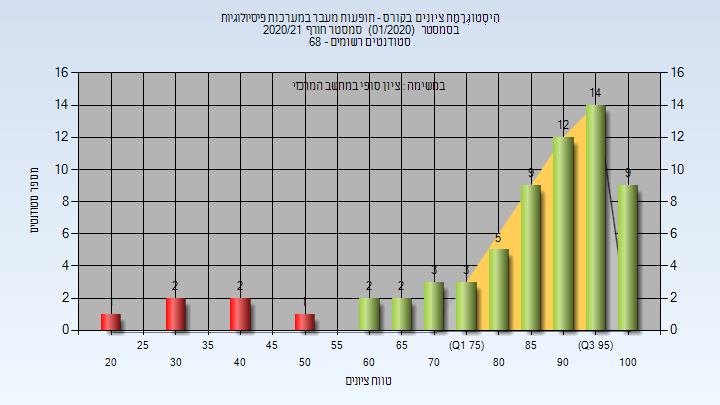 היסטוגרמת ציונים בקורס - תופעות מעבר במערכות פיסיולוגיות
בסמסטר (01/2020) סמסטר חורף 2020/21
סטודנטים רשומים - 68
במשימה : ציון סופי במחשב המרכזי
מספר סטודנטים
16 16
14 14
12 12
10 10
8 8
6 6
4 4
2 2
0 0
1 2 2 1 2 2 3 3 5 9 12 14 9
25 35 45 55 65 (Q1 75) 85 (Q3 95)
20 30 40 50 60 70 80 90 100
טווח ציונים